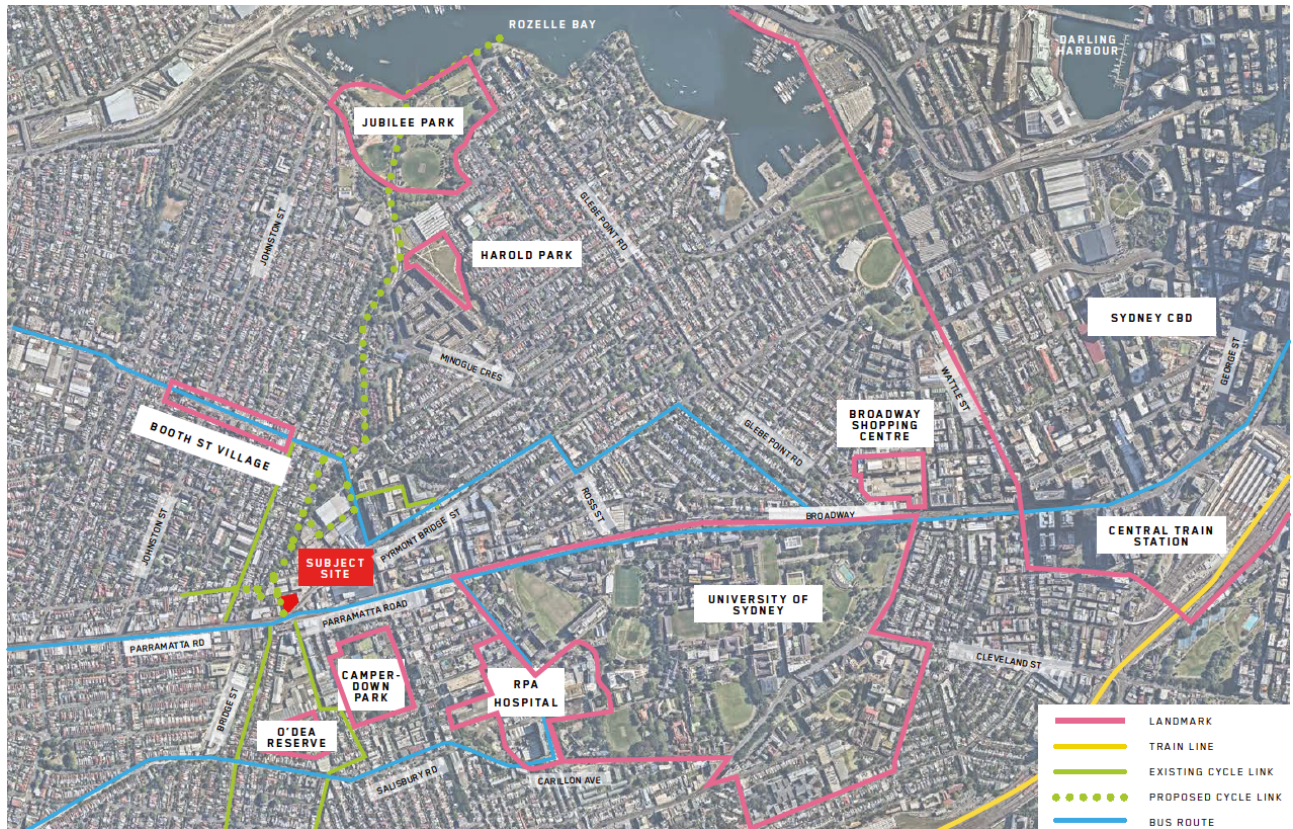 ROZELLE BAY
DARLING
HARBOUR
JUBILEE PARK
JOHNSTON ST
GLEBE POINT RD
HAROLD PARK
SYDNEY CBD
GEORGE ST
MINOGUE CRES
WATTLE ST
BROADWAY
SHOPPING
CENTRE
BOOTH ST VILLAGE
GLEBE POINT RD
ROSS ST
BROADWAY
JOHNSTON ST
PYRMONT BRIDGE ST
CENTRAL TRAIN
STATION
SUBJECT
SITE
UNIVERSITY OF
SYDNEY
PARRAMATTA ROAD
PARRAMATTA RD
CLEVELAND ST
CAMPER-
DOWN
PARK
RPA
HOSPITAL
BRIDGE ST
O'DEA
RESERVE
SALISBURY RD
CARILLON AVE
LANDMARK
TRAIN LINE
EXISTING CYCLE LINK
PROPOSED CYCLE LINK
BUS ROUTE